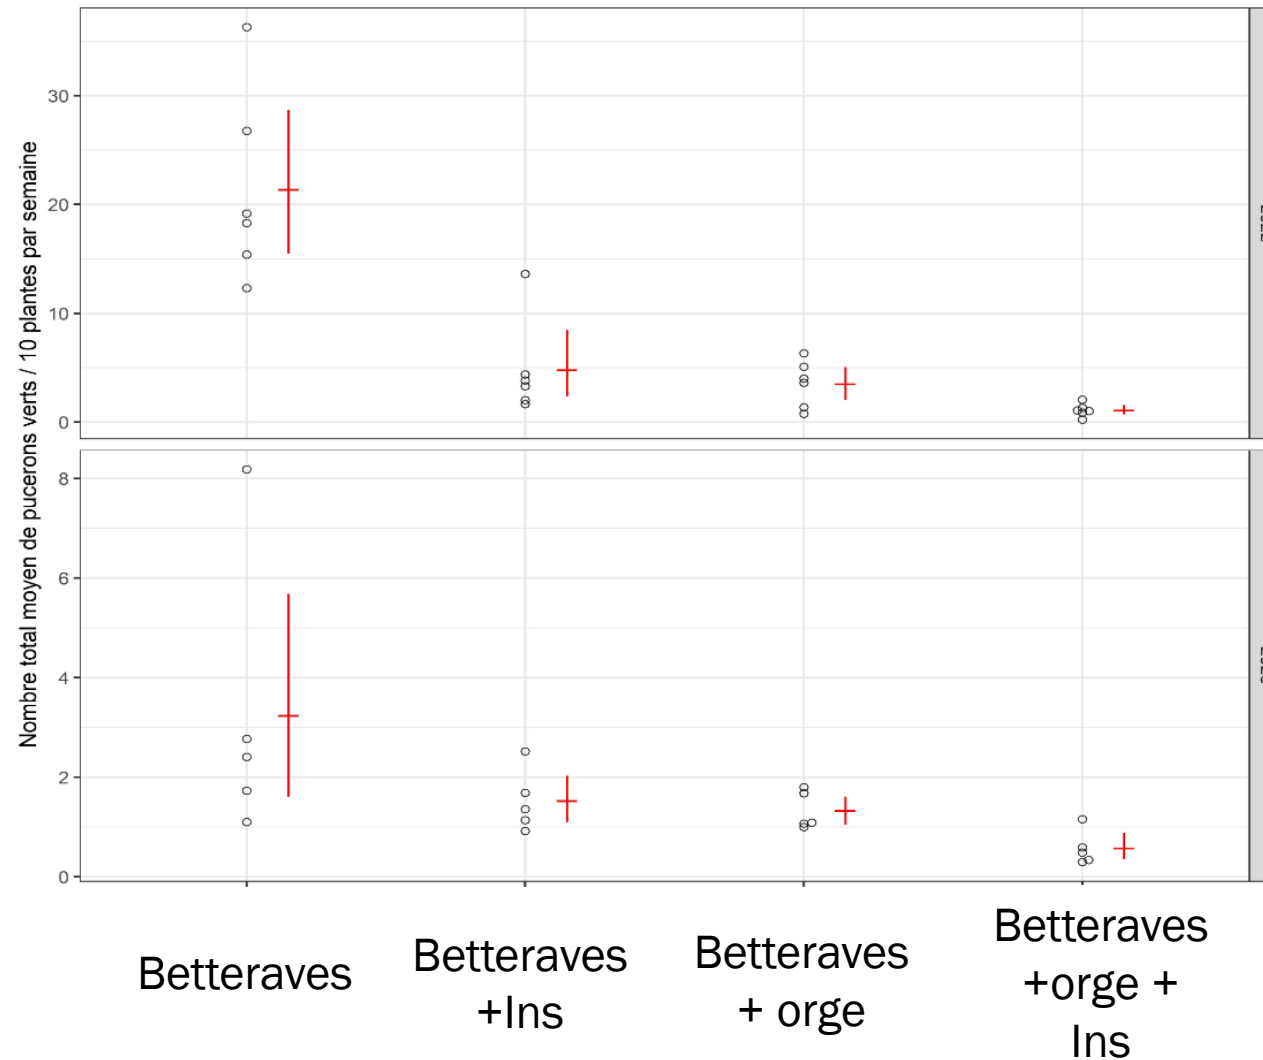 Nombre total moyen de pucerons verts / 10 plantes par semaine
30
20
10
0
8
6
4
2
0
Betteraves
Betteraves
+Ins
Betteraves
+ orge
Betteraves
+orge +
Ins